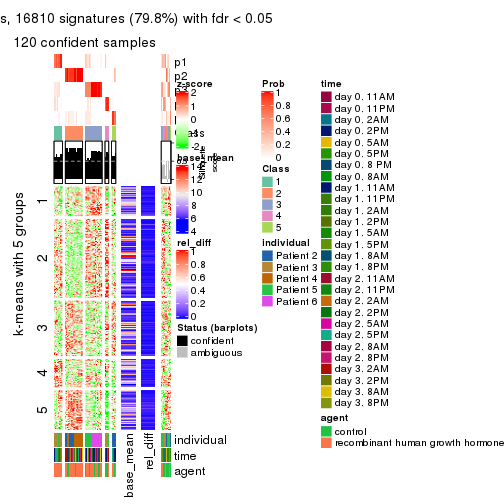 s, 16810 signatures (79.8%) with fdr < 0.05
120 confident samples
p1
p2
p3
z-score
2
1
0
-1
-2
Class
base_mean
14
12
10
8
6
4
rel_diff
1
0.8
0.6
0.4
0.2
0
Status (barplots)
confident
ambiguous
k-means with 5 groups
1
2
3
4
5
individual
time
agent
base_mean
rel_diff
Prob
1
0.8
0.6
0.4
0.2
0
Class
1
2
3
4
5
individual
Patient 2
Patient 3
Patient 4
Patient 5
Patient 6
time
day 0. 11AM
day 0. 11PM
day 0. 2AM
day 0. 2PM
day 0. 5AM
day 0. 5PM
day 0. 8 PM
day 0. 8AM
day 1. 11AM
day 1. 11PM
day 1. 2AM
day 1. 2PM
day 1. 5AM
day 1. 5PM
day 1. 8AM
day 1. 8PM
day 2. 11AM
day 2. 11PM
day 2. 2AM
day 2. 2PM
day 2. 5AM
day 2. 5PM
day 2. 8AM
day 2. 8PM
day 3. 2AM
day 3. 2PM
day 3. 8AM
day 3. 8PM
agent
control
recombinant human growth hormone